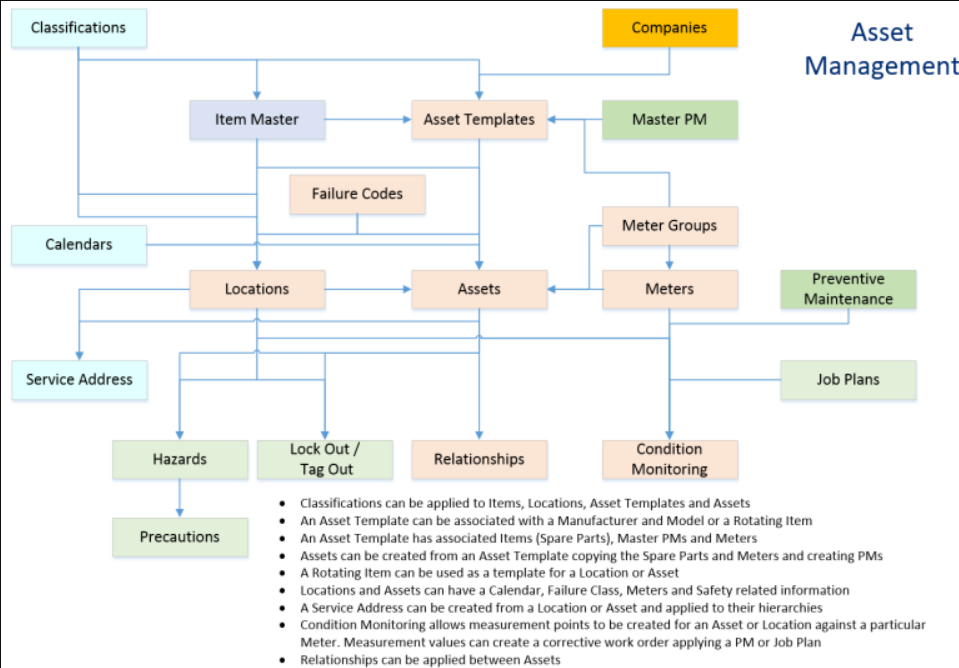 Classifications
Companies
Asset
Management
Item Master
Asset Templates
Master PM
Failure Codes
Meter Groups
Calendars
Locations
Assets
Meters
Preventive
Maintenance
Service Address
Job Plans
Hazards
Lock Out /
Tag Out
Relationships
Condition
Monitoring
Precautions
• Classifications can be applied to Items, Locations, Asset Templates and Assets
• An Asset Template can be associated with a Manufacturer and Model or a Rotating Item
• An Asset Template has associated Items (Spare Parts), Master PMs and Meters
• Assets can be created from an Asset Template copying the Spare Parts and Meters and creating PMs
• A Rotating Item can be used as a template for a Location or Asset
• Locations and Assets can have a Calendar, Failure Class, Meters and Safety related information
• A Service Address can be created from a Location or Asset and applied to their hierarchies
• Condition Monitoring allows measurement points to be created for an Asset or Location against a particular
Meter. Measurement values can create a corrective work order applying a PM or Job Plan
• Relationships can be applied between Assets